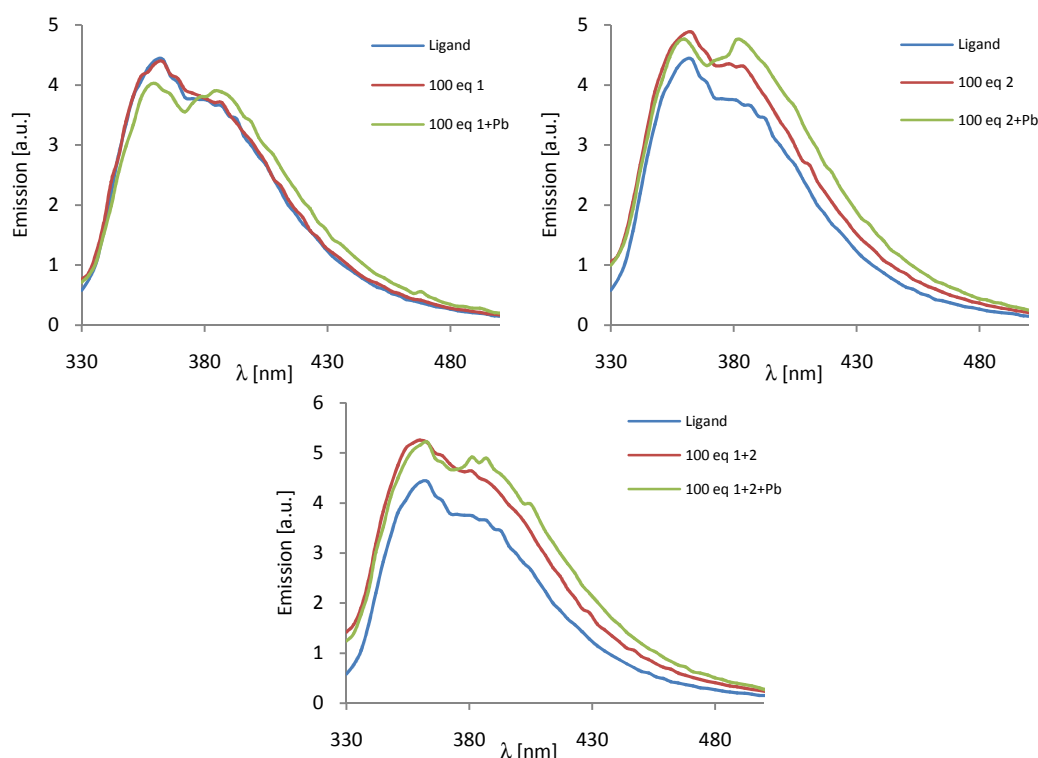 5
4
3
2
1
0
Emission [a.u.]
330
380
430
480
λ [nm]
Ligand
100 eq 1
100 eq 1+Pb
5
4
3
2
1
0
Emission [a.u.]
330
380
430
480
λ [nm]
Ligand
100 eq 2
100 eq 2+Pb
6
5
4
3
2
1
0
Emission [a.u.]
330
380
430
480
λ [nm]
Ligand
100 eq 1+2
100 eq 1+2+Pb